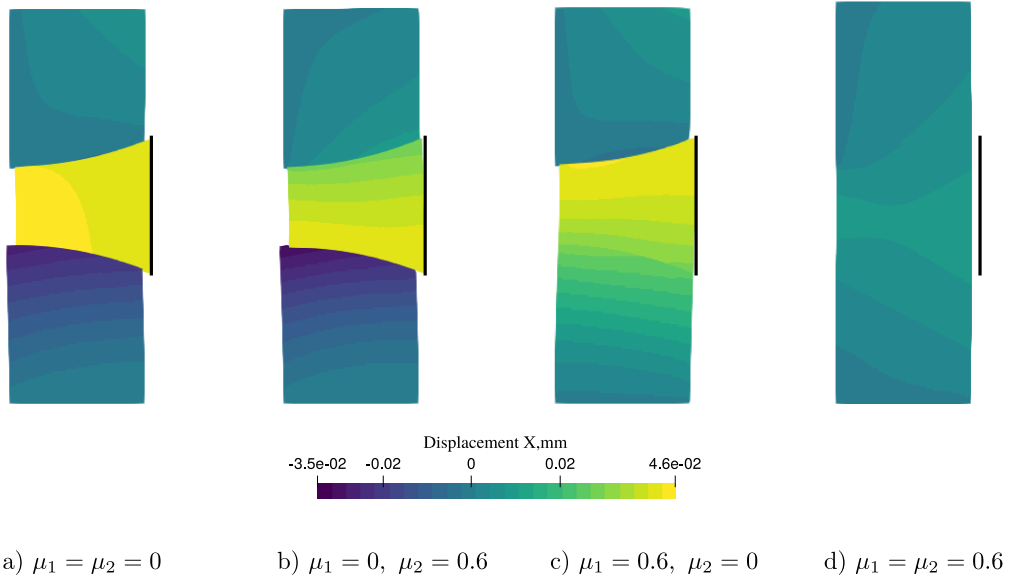 Displacement X,mm
-3.5e-02 -0.02 0 0.02 4.6e-02
a) μ₁ = μ₂ = 0 b) μ₁ = 0, μ₂ = 0.6 c) μ₁ = 0.6, μ₂ = 0 d) μ₁ = μ₂ = 0.6